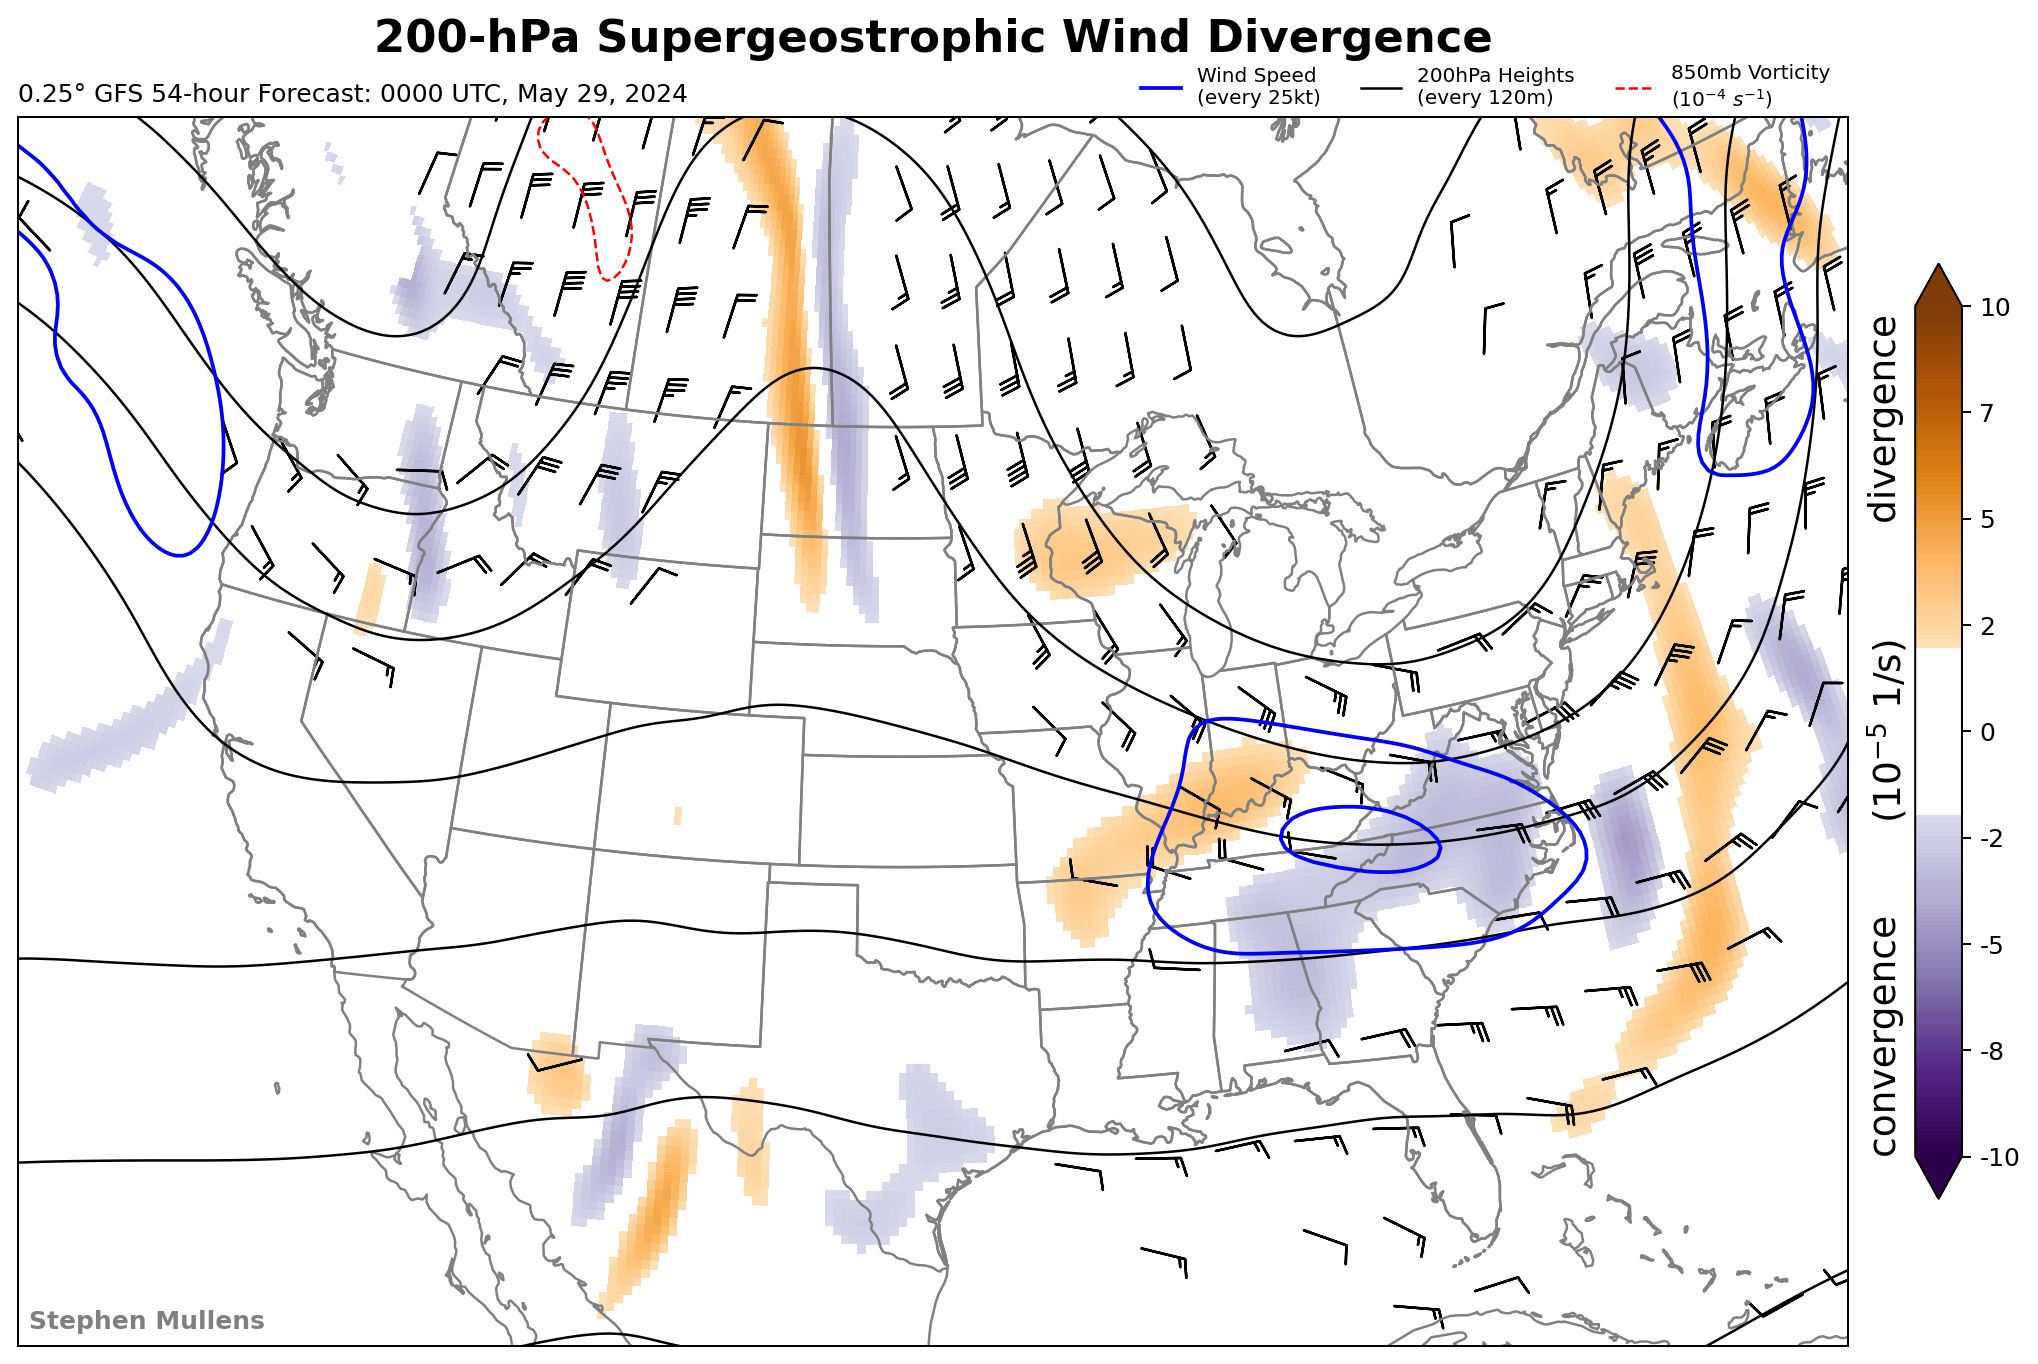 200-hPa Supergeostrophic Wind Divergence
0.25° GFS 54-hour Forecast: 0000 UTC, May 29, 2024
Wind Speed
(every 25kt)
200hPa Heights
(every 120m)
850mb Vorticity
(10⁻⁴ s⁻¹)
10
7
5
2
0
-2
-5
-8
-10
convergence (10⁻⁵ 1/s) divergence
Stephen Mullens